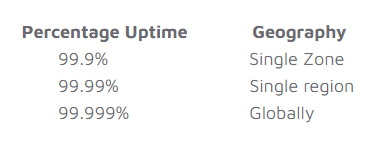 Percentage Uptime Geography
99.9% Single Zone
99.99% Single region
99.999% Globally